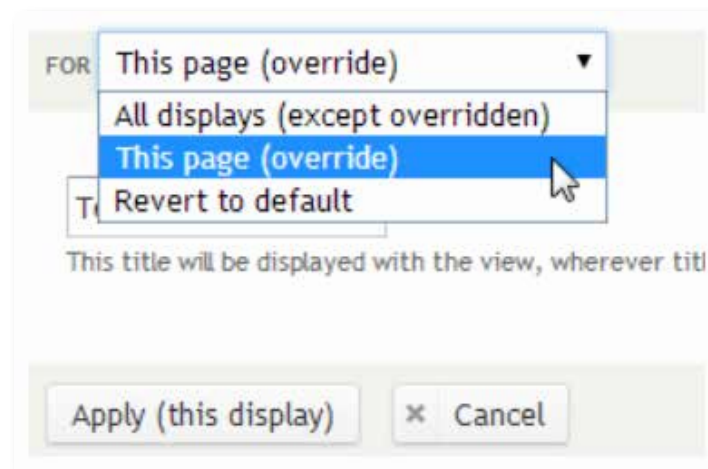 FOR This page (override)
All displays (except overridden)
This page (override)
Revert to default
This title will be displayed with the view, wherever
Apply (this display) Cancel